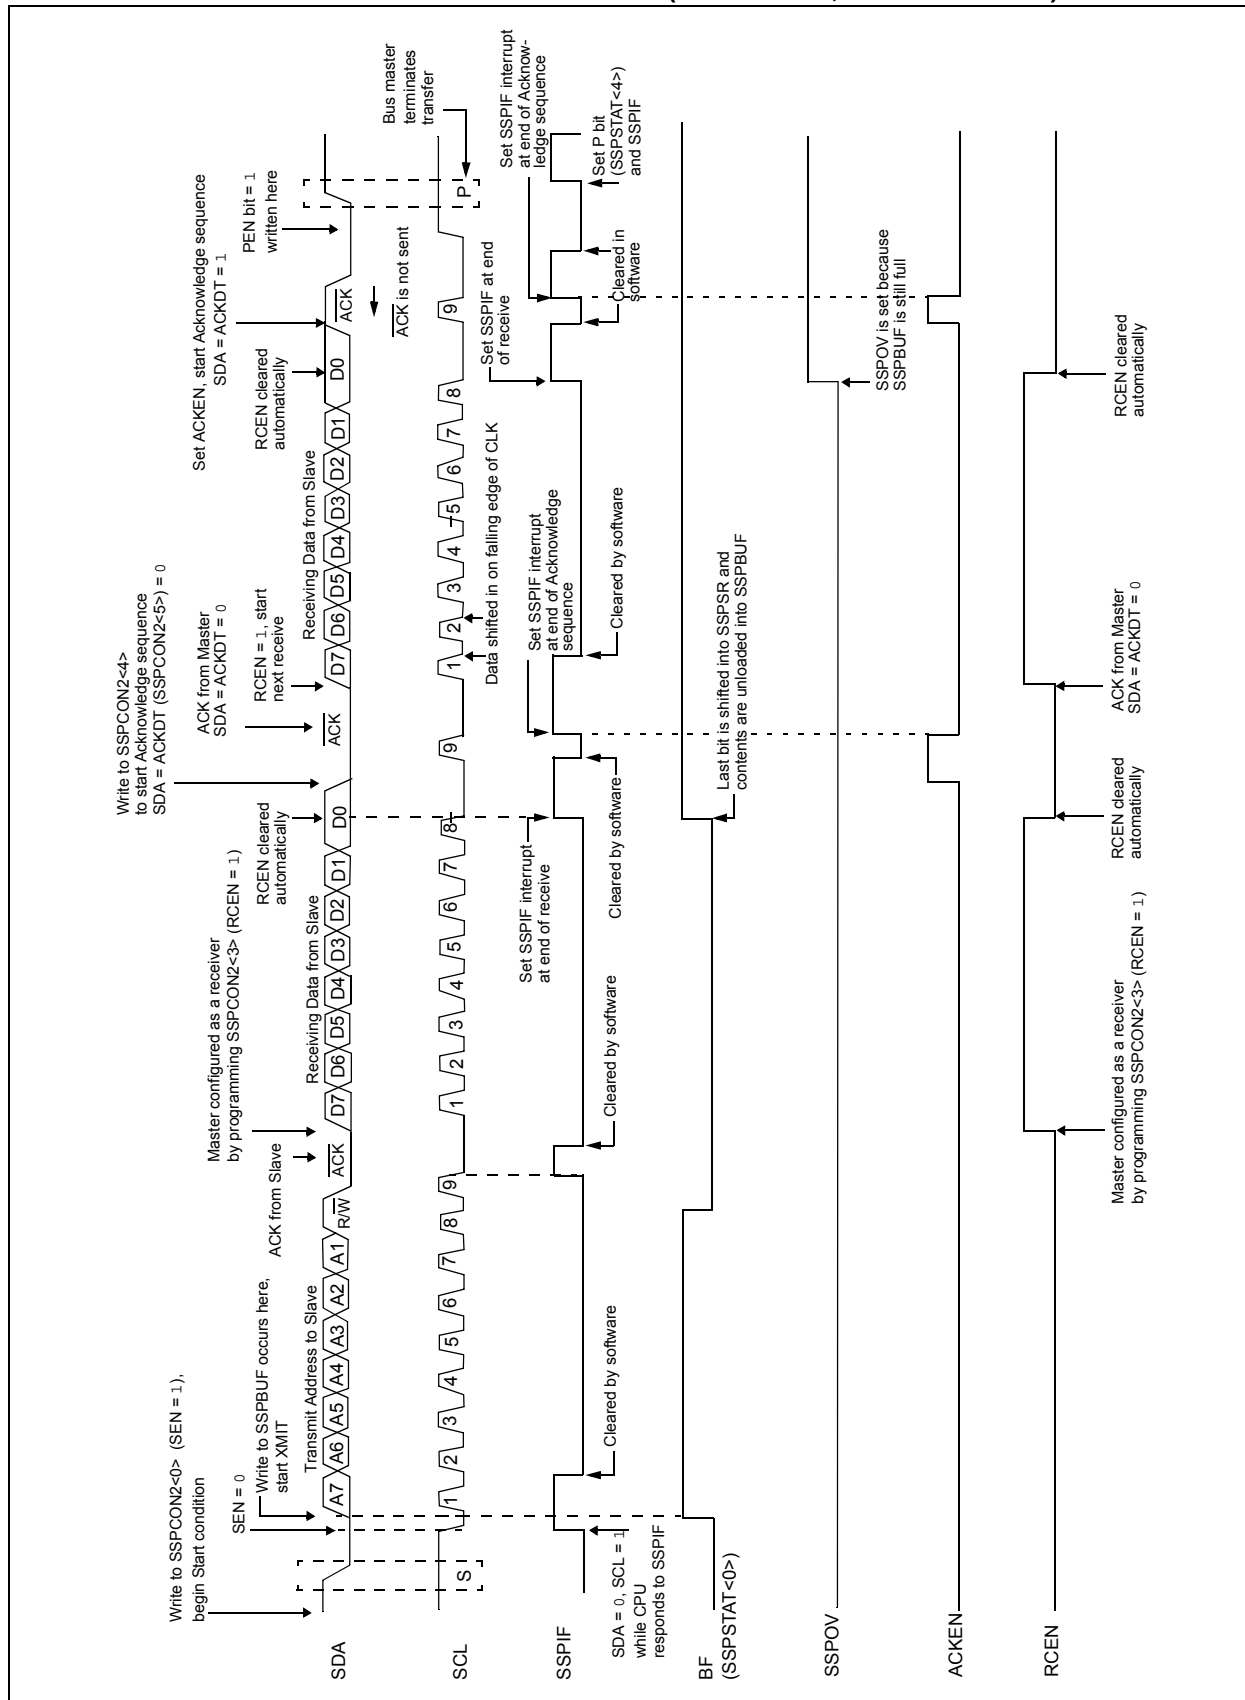 Write to SSPCON2<0> (SEN = 1),
begin Start condition
SEN = 0
Write to SSPBUF occurs here,
start XMIT
Transmit Address to Slave
ACK from Slave
Master configured as a receiver
by programming SSPCON2<3> (RCEN = 1)
Receiving Data from Slave
RCEN cleared
automatically
Write to SSPCON2<4>
to start Acknowledge sequence
SDA = ACKDT (SSPCON2<5>) = 0
ACK from Master
SDA = ACKDT = 0
RCEN = 1, start
next receive
Receiving Data from Slave
RCEN cleared
automatically
Set ACKEN, start Acknowledge sequence
SDA = ACKDT = 1
PEN bit = 1
written here
Bus master
terminates
transfer
SDA
A7 A6 A5 A4 A3 A2 A1 R/W ACK D7 D6 D5 D4 D3 D2 D1 D0 ACK D7 D6 D5 D4 D3 D2 D1 D0 ACK
ACK is not sent
SCL
S 1 2 3 4 5 6 7 8 9 1 2 3 4 5 6 7 8 9 1 2 3 4 5 6 7 8 9 P
Data shifted in on falling edge of CLK
Set SSPIF interrupt
at end of receive
Set SSPIF interrupt
at end of Acknowledge
sequence
Set SSPIF at end
of receive
Set SSPIF interrupt
at end of Acknow-
ledge sequence
SSPIF
SDA = 0, SCL = 1
while CPU
responds to SSPIF
Cleared by software
Cleared by software
Cleared by software
Cleared by software
Cleared in
software
Set P bit
(SSPSTAT<4>)
and SSPIF
BF
(SSPSTAT<0>)
Last bit is shifted into SSPSR and
contents are unloaded into SSPBUF
SSPOV
SSPOV is set because
SSPBUF is still full
ACKEN
RCEN
Master configured as a receiver
by programming SSPCON2<3> (RCEN = 1)
RCEN cleared
automatically
ACK from Master
SDA = ACKDT = 0
RCEN cleared
automatically